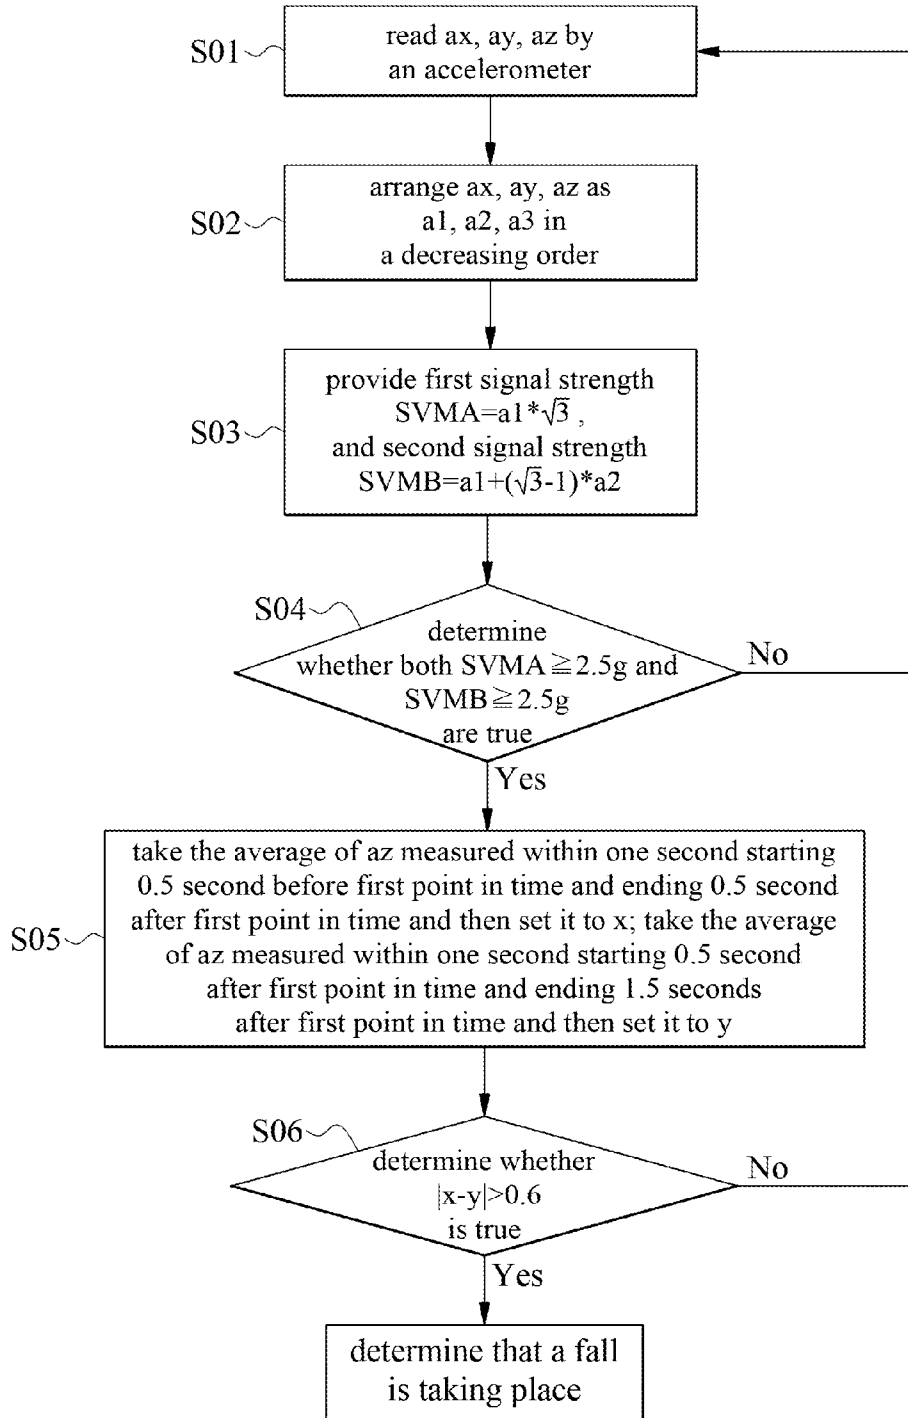 S01
read ax, ay, az by
an accelerometer
S02
arrange ax, ay, az as
a1, a2, a3 in
a decreasing order
S03
provide first signal strength
SVMA=a1*√3 ,
and second signal strength
SVMB=a1+(√3-1)*a2
S04
determine
whether both SVMA≧2.5g and
SVMB≧2.5g
are true
No
Yes
S05
take the average of az measured within one second starting
0.5 second before first point in time and ending 0.5 second
after first point in time and then set it to x; take the average
of az measured within one second starting 0.5 second
after first point in time and ending 1.5 seconds
after first point in time and then set it to y
S06
determine whether
|x-y|>0.6
is true
No
Yes
determine that a fall
is taking place